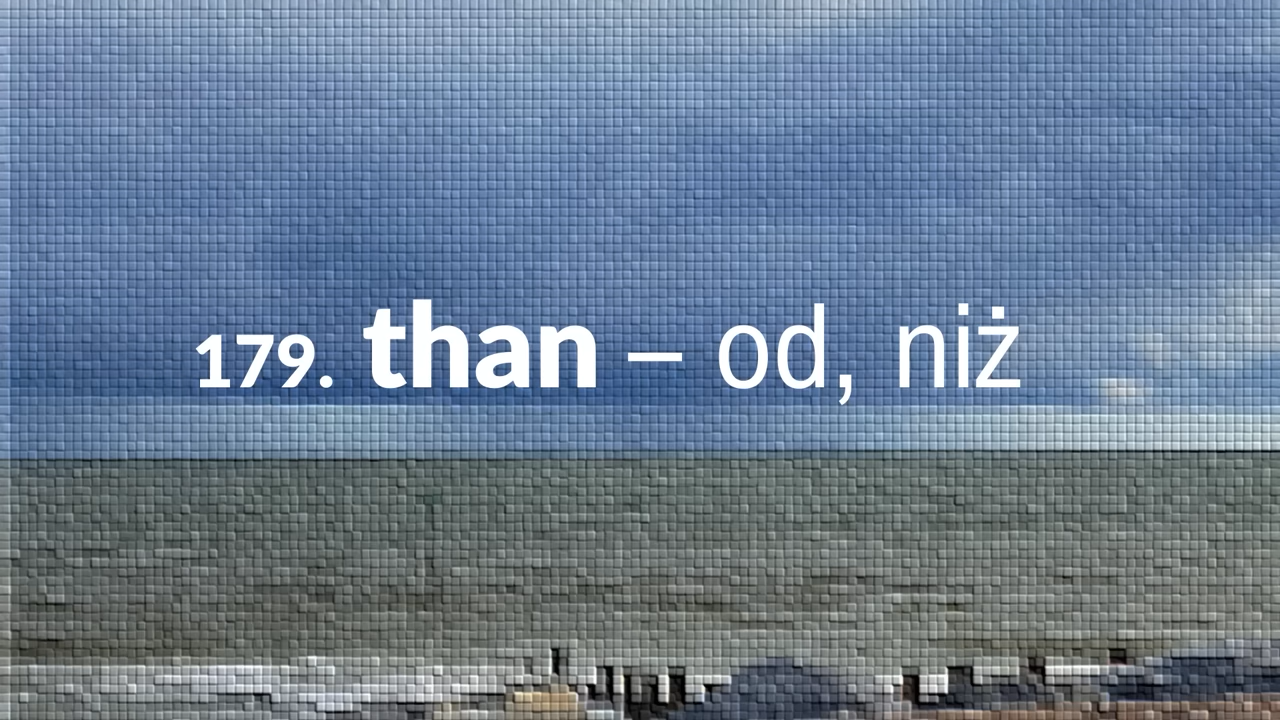 179. than – od, niż